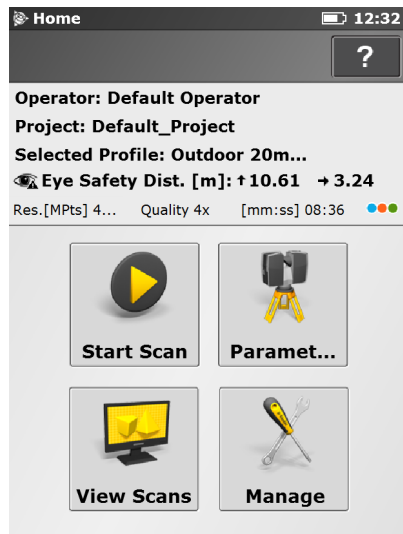 Home 12:32
?
Operator: Default Operator
Project: Default_Project
Selected Profile: Outdoor 20m...
Eye Safety Dist. [m]: ↑10.61 → 3.24
Res.[MPts] 4... Quality 4x [mm:ss] 08:36
Start Scan Paramet...
View Scans Manage